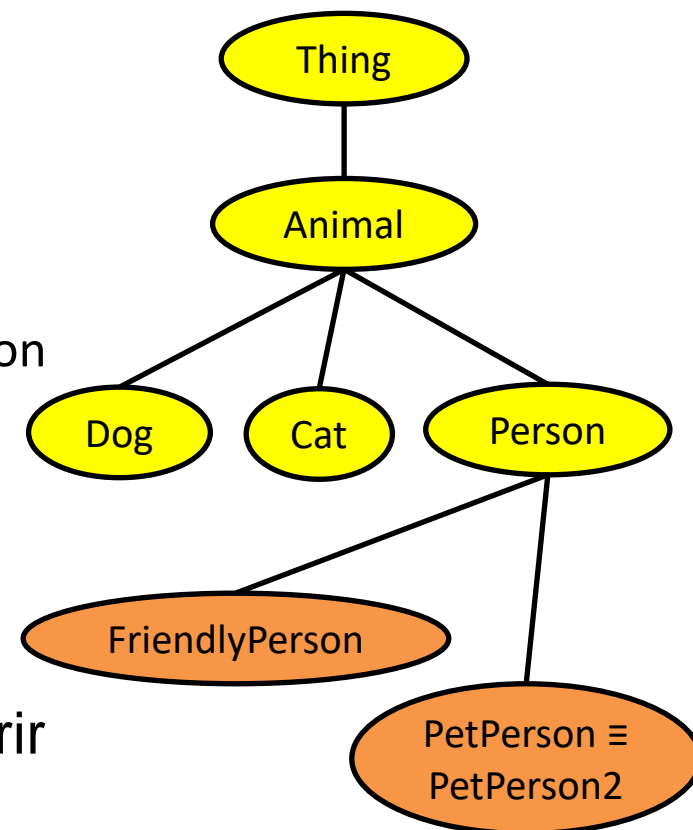 Thing
Animal
on
Dog
Cat
Person
FriendlyPerson
rir
PetPerson ≡
PetPerson2